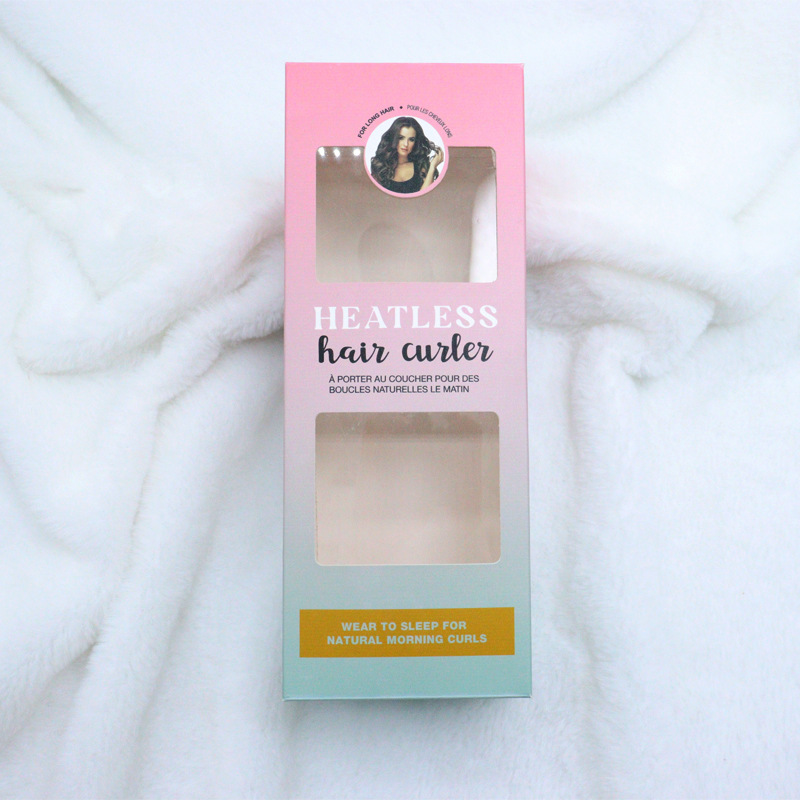 FOR LONG HAIR • POUR LES CHEVEUX LONG
HEATLESS
hair curler
À PORTER AU COUCHER POUR DES
BOUCLES NATURELLES LE MATIN
WEAR TO SLEEP FOR
NATURAL MORNING CURLS